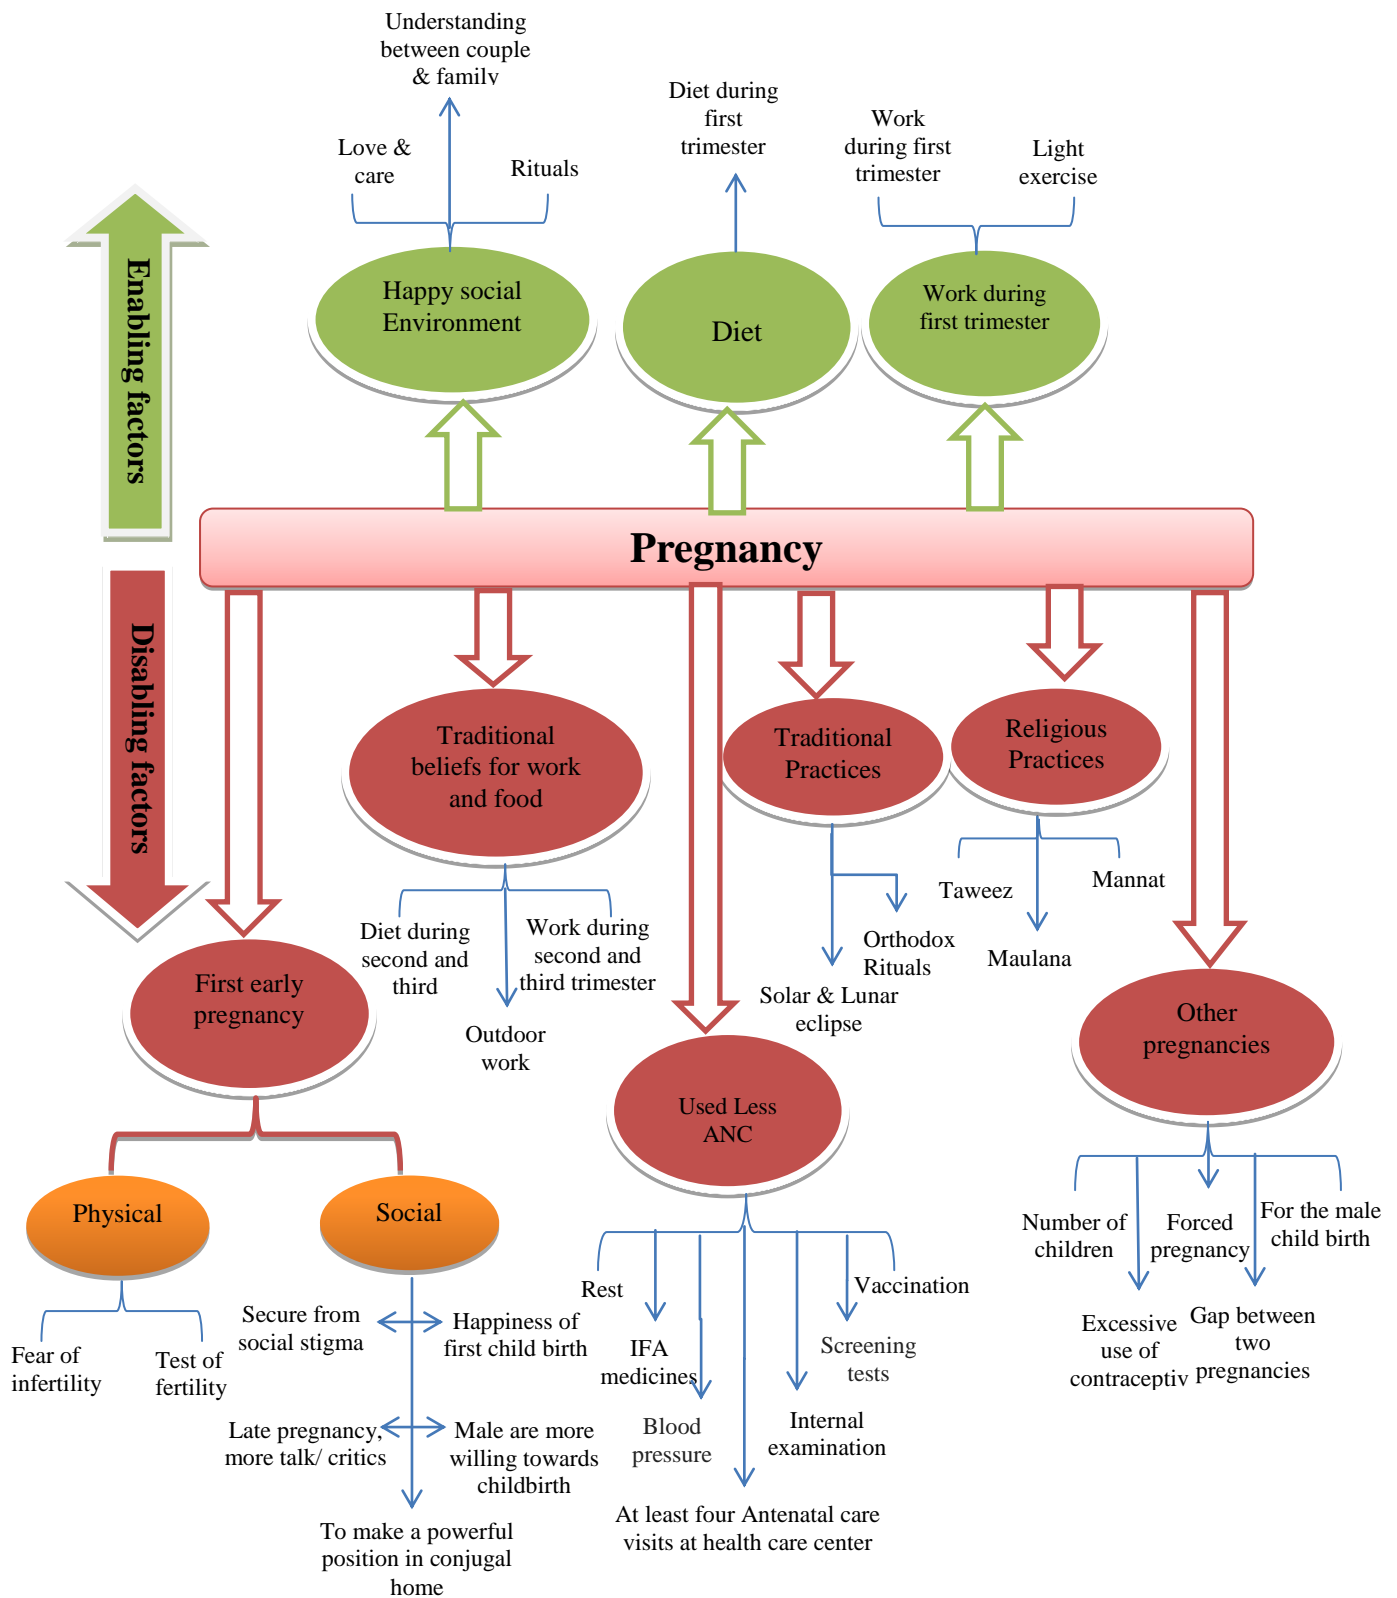 Understanding
between couple
& family
Love &
care
Rituals
Diet during
first
trimester
Work
during first
trimester
Light
exercise
Enabling factors
Happy social
Environment
Diet
Work during
first trimester
Pregnancy
Disabling factors
Traditional
beliefs for work
and food
Traditional
Practices
Religious
Practices
Taweez
Mannat
Maulana
Diet during
second and
third
Work during
second and
third trimester
Outdoor
work
Orthodox
Rituals
Solar & Lunar
eclipse
First early
pregnancy
Used Less
ANC
Other
pregnancies
Physical
Social
Fear of
infertility
Test of
fertility
Secure from
social stigma
Happiness of
first child birth
Late pregnancy,
more talk/ critics
Male are more
willing towards
childbirth
To make a powerful
position in conjugal
home
Rest
IFA
medicines
Blood
pressure
At least four Antenatal care
visits at health care center
Internal
examination
Screening
tests
Vaccination
Number of
children
Excessive
use of
contraceptiv
Forced
pregnancy
Gap between
two
pregnancies
For the male
child birth